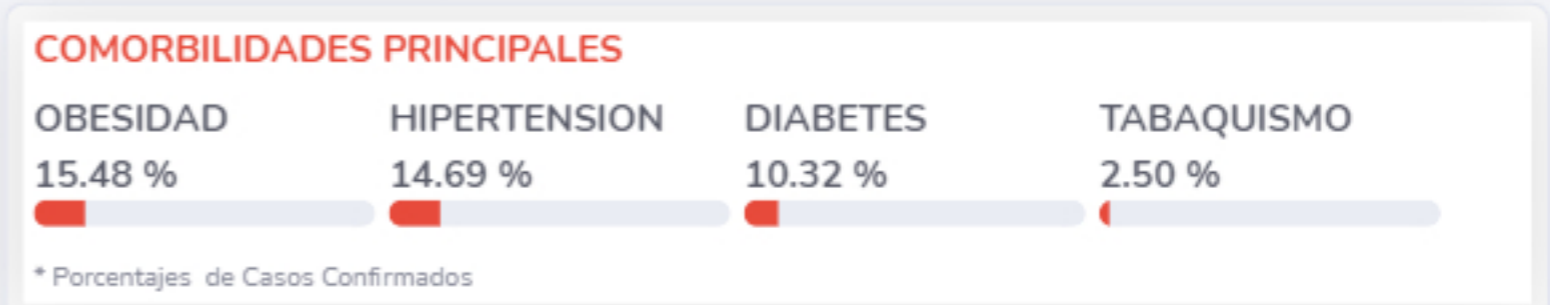 COMORBILIDADES PRINCIPALES
OBESIDAD HIPERTENSION DIABETES TABAQUISMO
15.48 % 14.69 % 10.32 % 2.50 %
* Porcentajes de Casos Confirmados